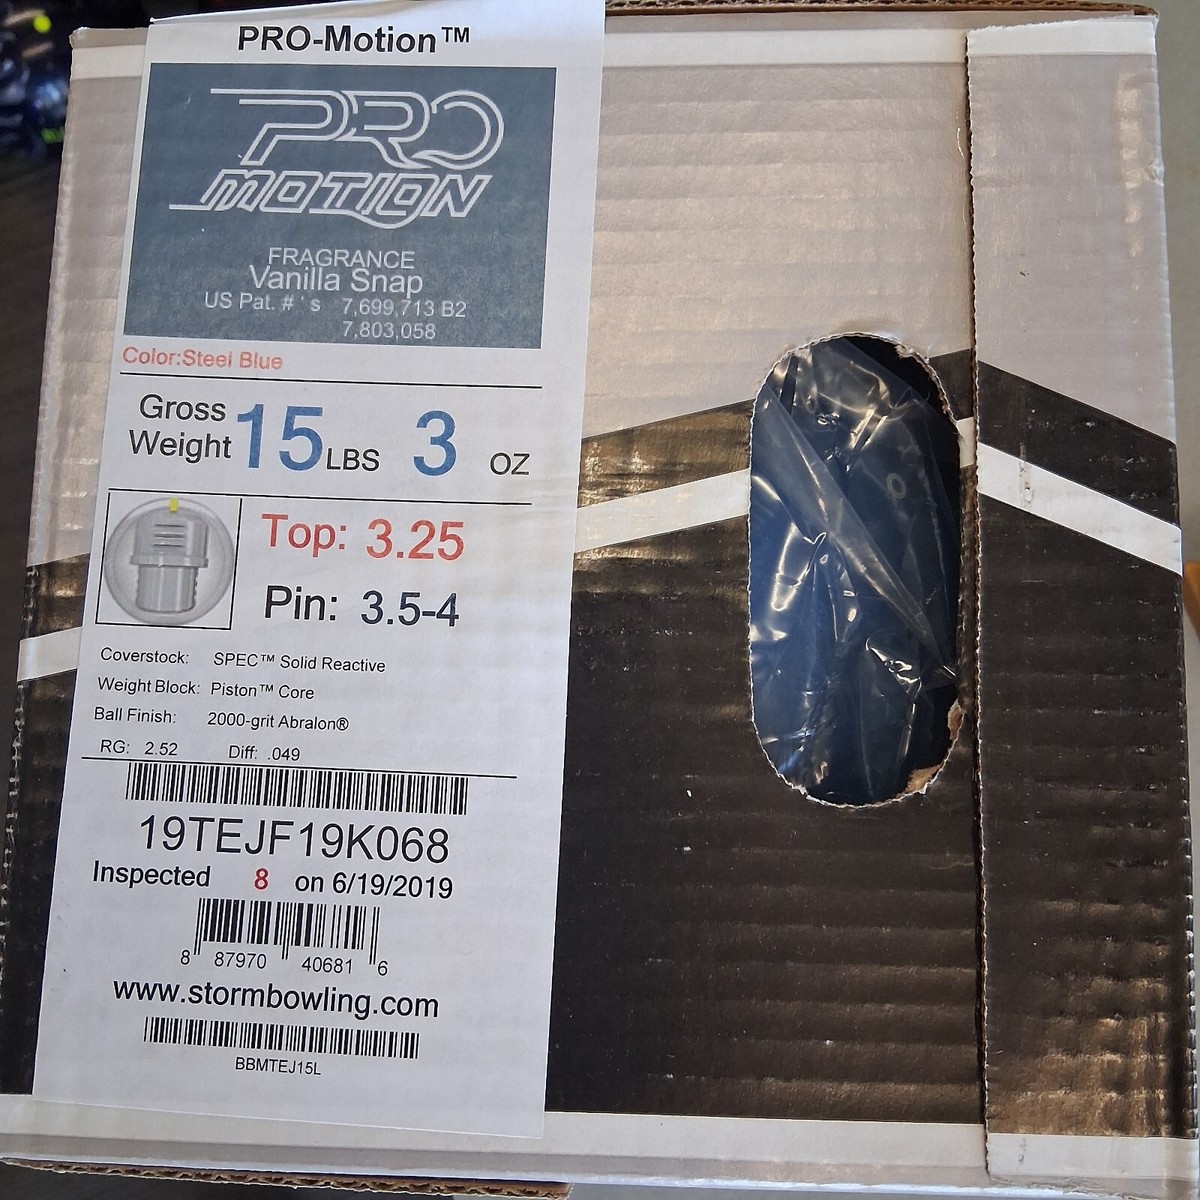 PRO-Motion™
PRO
MOTION
FRAGRANCE
Vanilla Snap
US Pat. # ' s 7,699,713 B2
7,803,058
Color:Steel Blue
Gross Weight 15 LBS 3 OZ
Top: 3.25
Pin: 3.5-4
Coverstock: SPEC™ Solid Reactive
Weight Block: Piston™ Core
Ball Finish: 2000-grit Abralon®
RG: 2.52 Diff: .049
19TEJF19K068
Inspected 8 on 6/19/2019
8 87970 40681 6
www.stormbowling.com
BBMTEJ15L